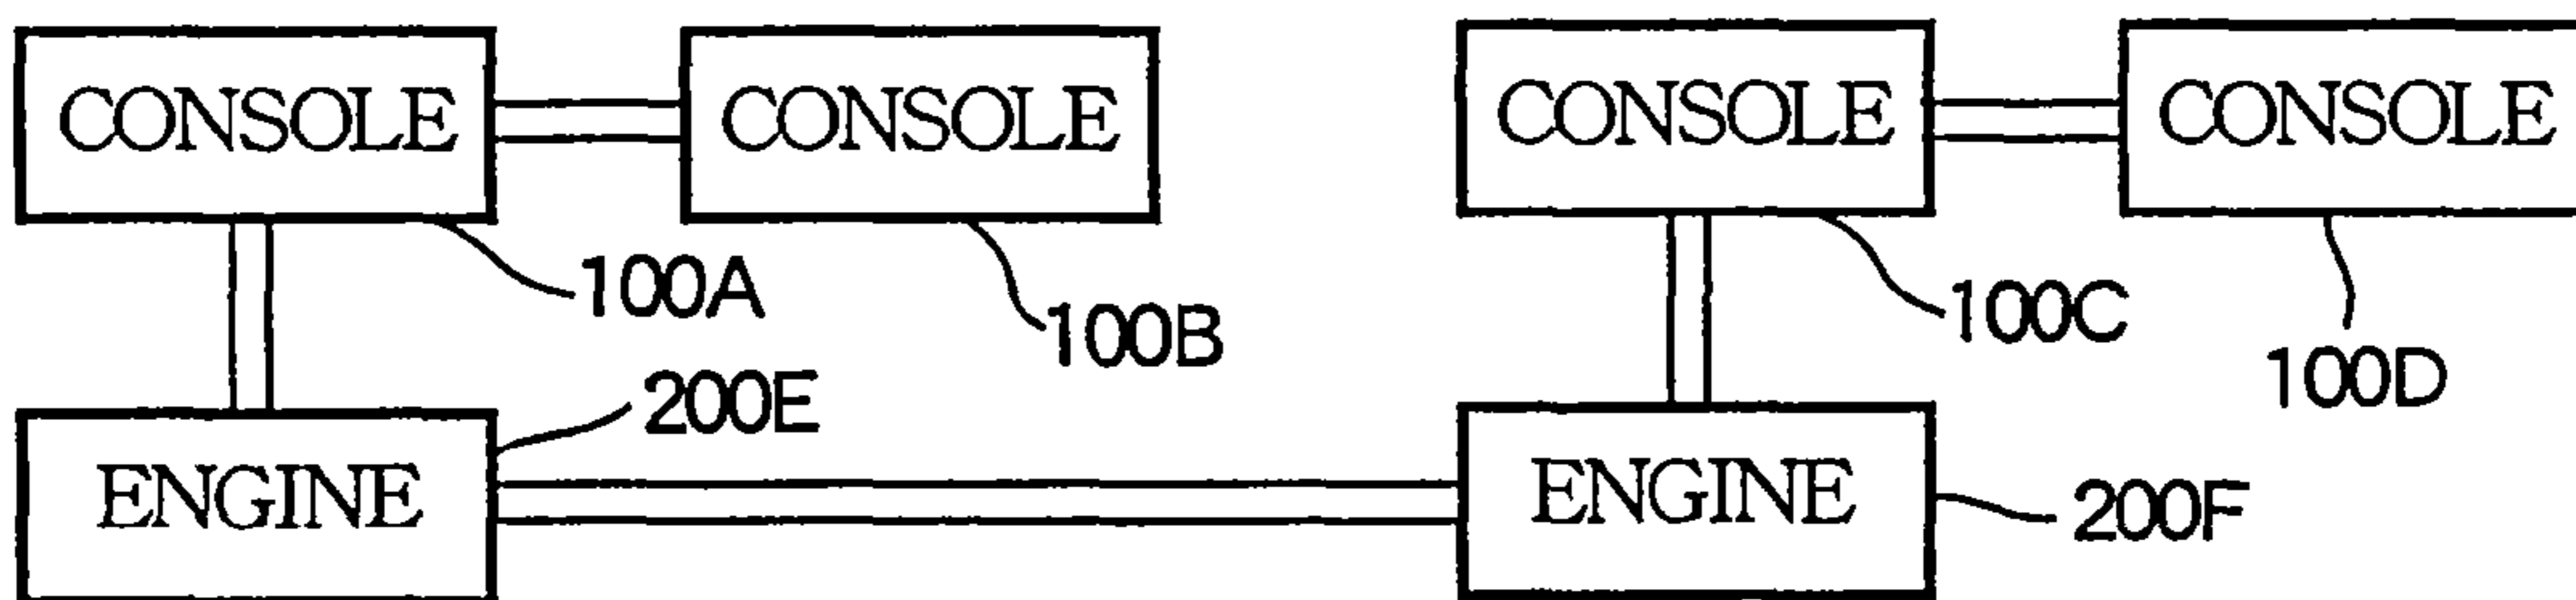 CONSOLE CONSOLE CONSOLE CONSOLE
100A 100B 100C 100D
200E
ENGINE ENGINE 200F